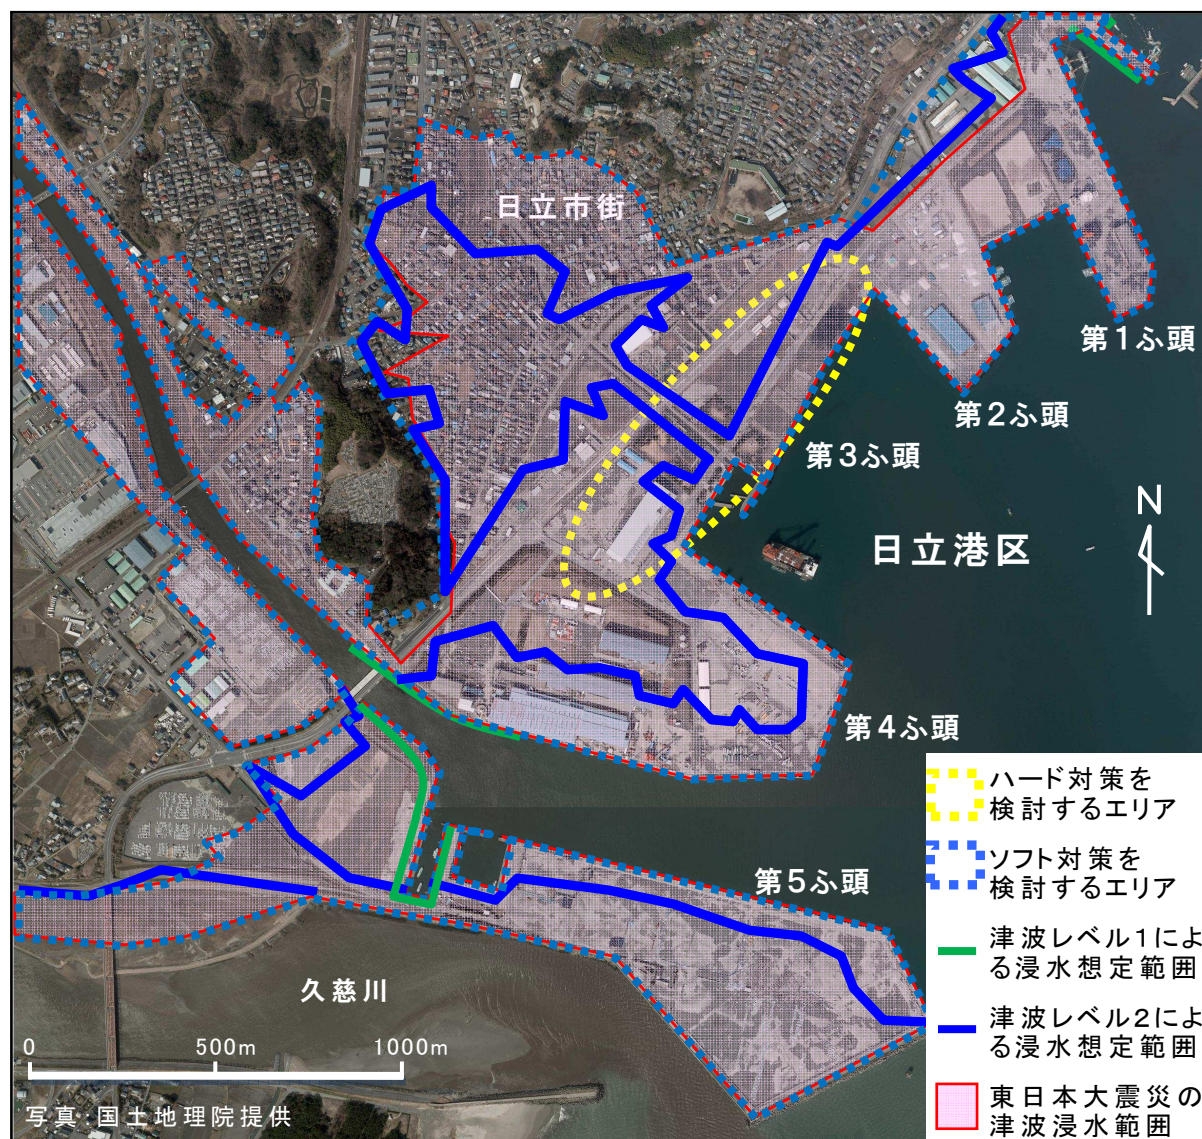 日立市街
第1ふ頭
第2ふ頭
第3ふ頭
N
日立港区
第4ふ頭
第5ふ頭
久慈川
0 500m 1000m
写真:国土地理院提供
ハード対策を
検討するエリア
ソフト対策を
検討するエリア
津波レベル1によ
る浸水想定範囲
津波レベル2によ
る浸水想定範囲
東日本大震災の
津波浸水範囲